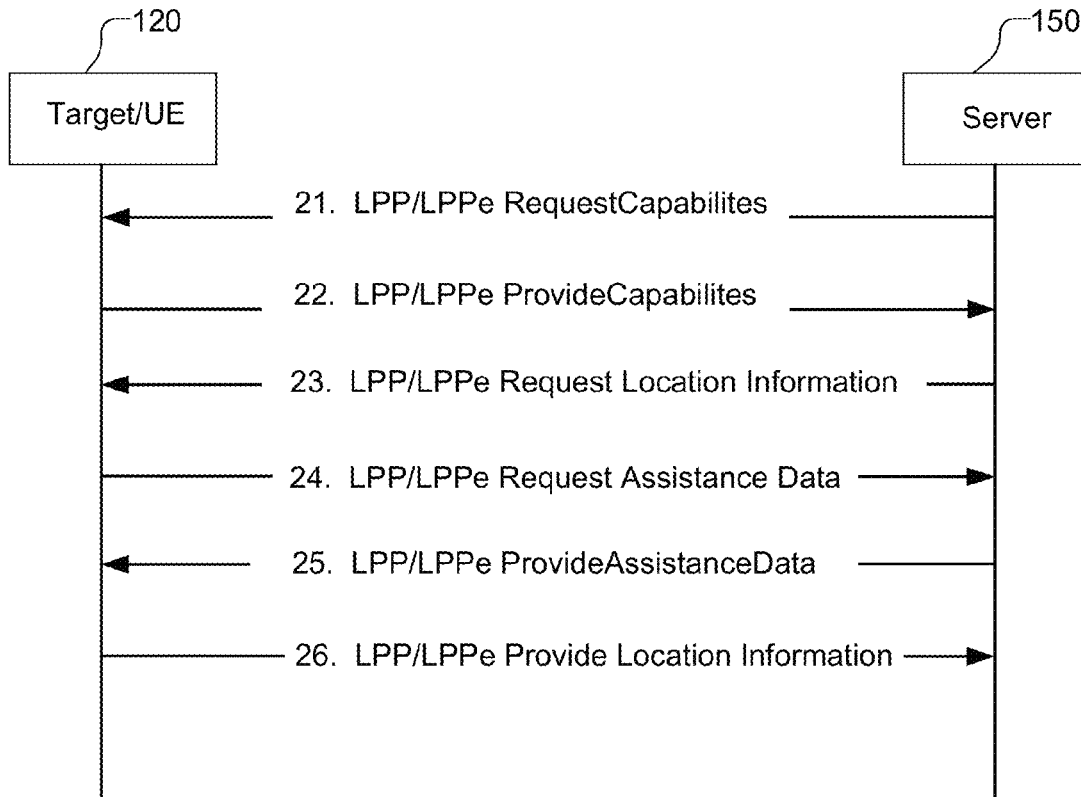 120
150
Target/UE
Server
21. LPP/LPPe RequestCapabilites
22. LPP/LPPe ProvideCapabilites
23. LPP/LPPe Request Location Information
24. LPP/LPPe Request Assistance Data
25. LPP/LPPe ProvideAssistanceData
26. LPP/LPPe Provide Location Information